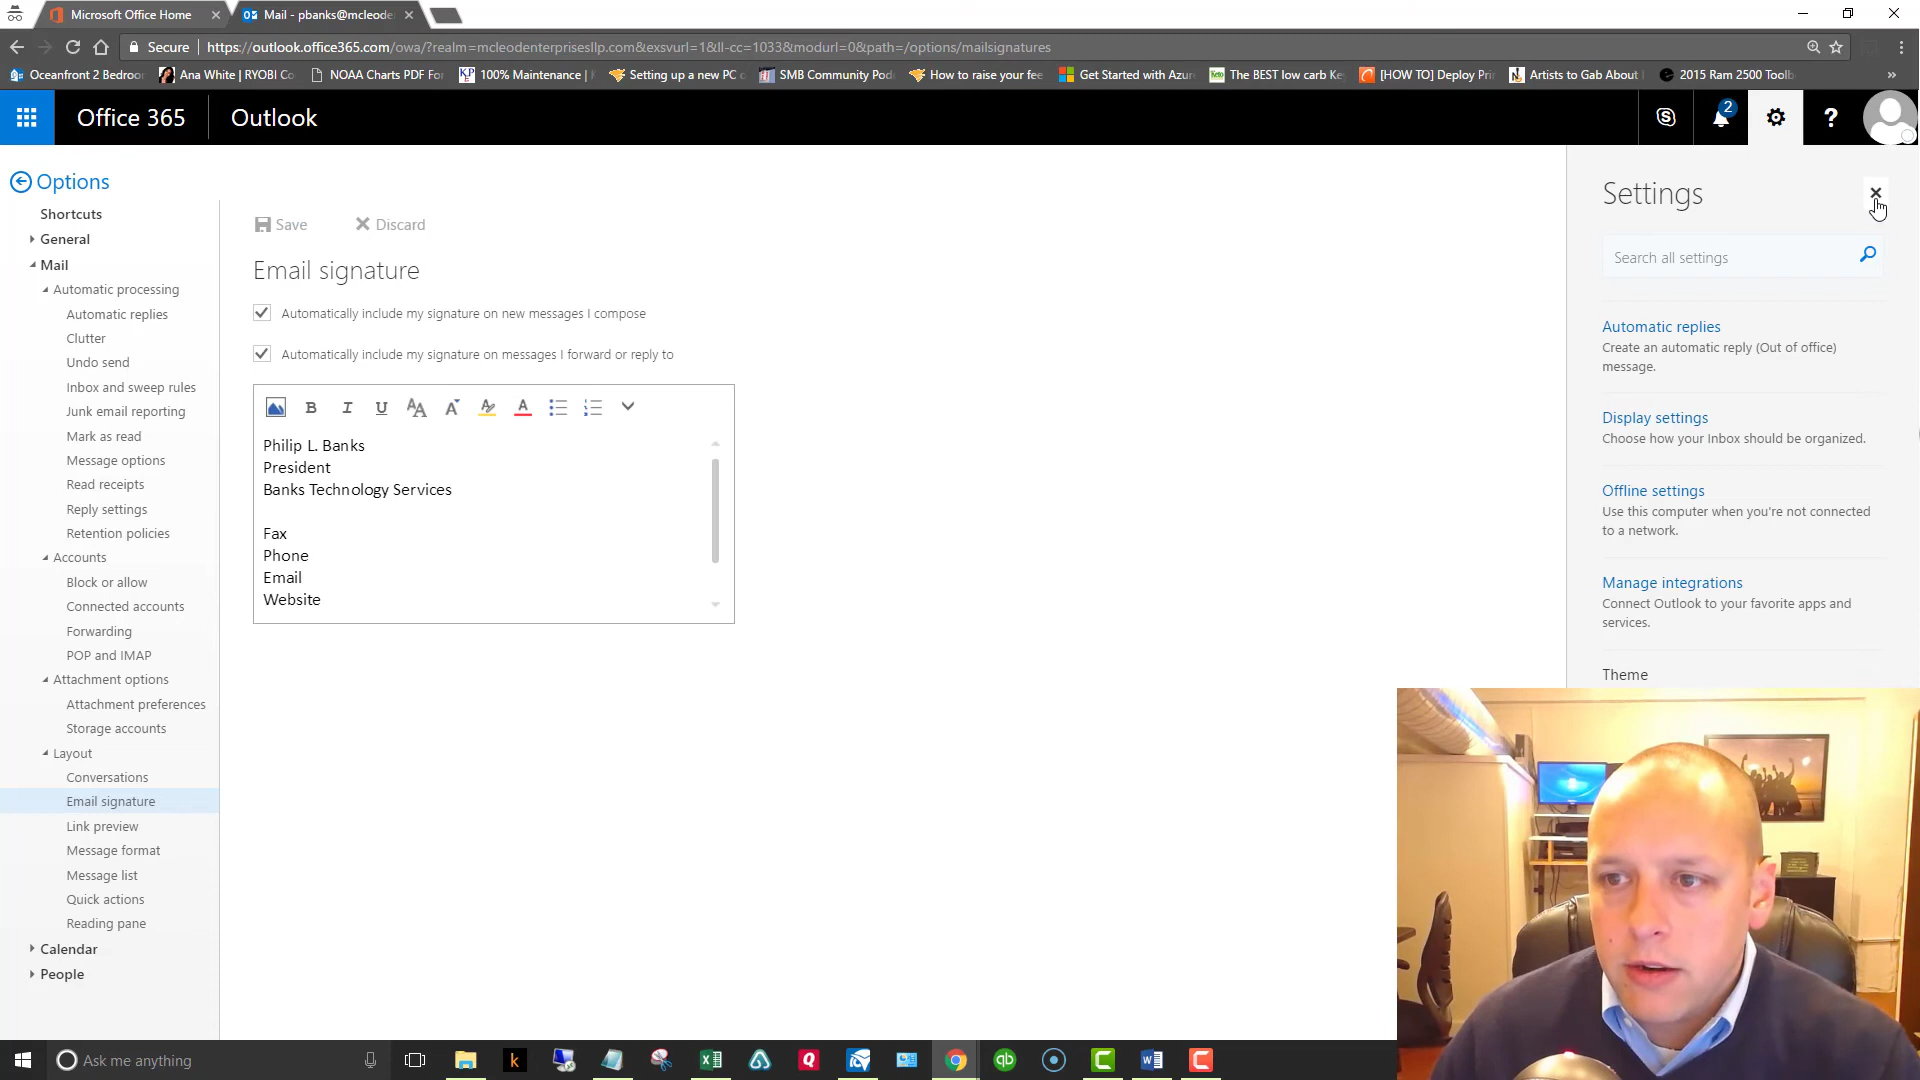 Microsoft Office Home
Mail - pbanks@mcleode
Secure https://outlook.office365.com/owa/?realm=mcleodenterprisesllp.com&exsvurl=1&ll-cc=1033&modurl=0&path=/options/mailsignatures
Oceanfront 2 Bedroo Ana White | RYOBI Co NOAA Charts PDF For 100% Maintenance | Setting up a new PC SMB Community Pod How to raise your fee Get Started with Azur The BEST low carb Ke [HOW TO] Deploy Pri Artists to Gab About 2015 Ram 2500 Toolb »
Office 365 Outlook 2
Options
Shortcuts
General
Mail
Automatic processing
Automatic replies
Clutter
Undo send
Inbox and sweep rules
Junk email reporting
Mark as read
Message options
Read receipts
Reply settings
Retention policies
Accounts
Block or allow
Connected accounts
Forwarding
POP and IMAP
Attachment options
Attachment preferences
Storage accounts
Layout
Conversations
Email signature
Link preview
Message format
Message list
Quick actions
Reading pane
Calendar
People
Save Discard
Email signature
Automatically include my signature on new messages I compose
Automatically include my signature on messages I forward or reply to
B I U AA A A
Philip L. Banks
President
Banks Technology Services
Fax
Phone
Email
Website
Settings
Search all settings
Automatic replies
Create an automatic reply (Out of office)
message.
Display settings
Choose how your Inbox should be organized.
Offline settings
Use this computer when you're not connected
to a network.
Manage integrations
Connect Outlook to your favorite apps and
services.
Theme
Ask me anything